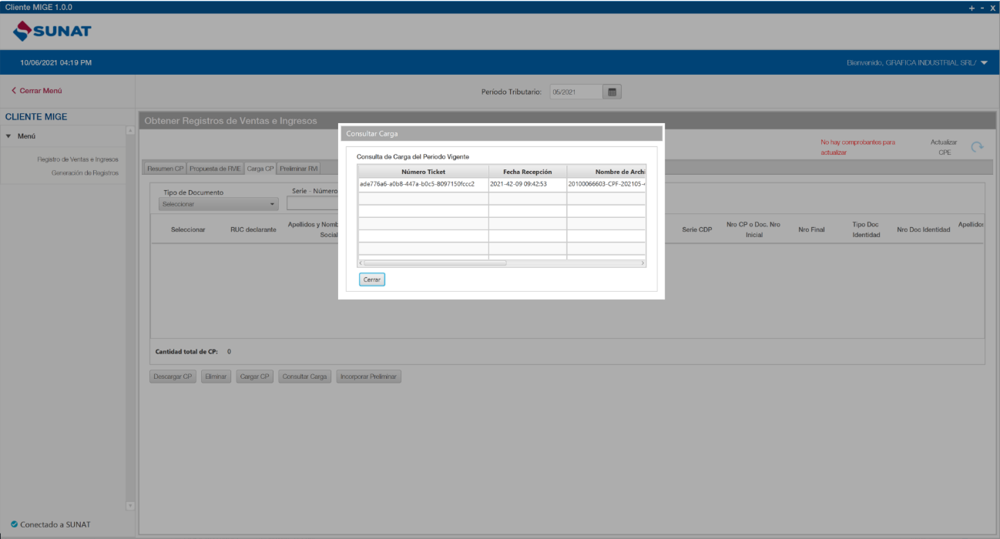 Cliente MIGE 1.0.0
+ - X
SUNAT
10/06/2021 04:19 PM
Bienvenido, GRAFICA INDUSTRIAL SRL/
Cerrar Menú
Período Tributario: 05/2021
CLIENTE MIGE
Menú
Registro de Ventas e Ingresos
Generación de Registros
Obtener Registros de Ventas e Ingresos
No hay comprobantes para
actualizar
Actualizar
CPE
Resumen CP Propuesta de RVIE Carga CP Preliminar RVI
Tipo de Documento
Serie - Número
Seleccionar
Seleccionar
RUC declarante
Apellidos y Nomb
Social
Serie CDP
Nro CP o Doc. Nro
Inicial
Nro Final
Tipo Doc
Identidad
Nro Doc Identidad
Apellidos
Consultar Carga
Consulta de Carga del Periodo Vigente
Número Ticket Fecha Recepción Nombre de Archi
ade776a6-a0b8-447a-b0c5-8097150fccc2 2021-42-09 09:42:53 20100066603-CPF-202105-
Cerrar
Cantidad total de CP: 0
Descargar CP Eliminar Cargar CP Consultar Carga Incorporar Preliminar
Conectado a SUNAT